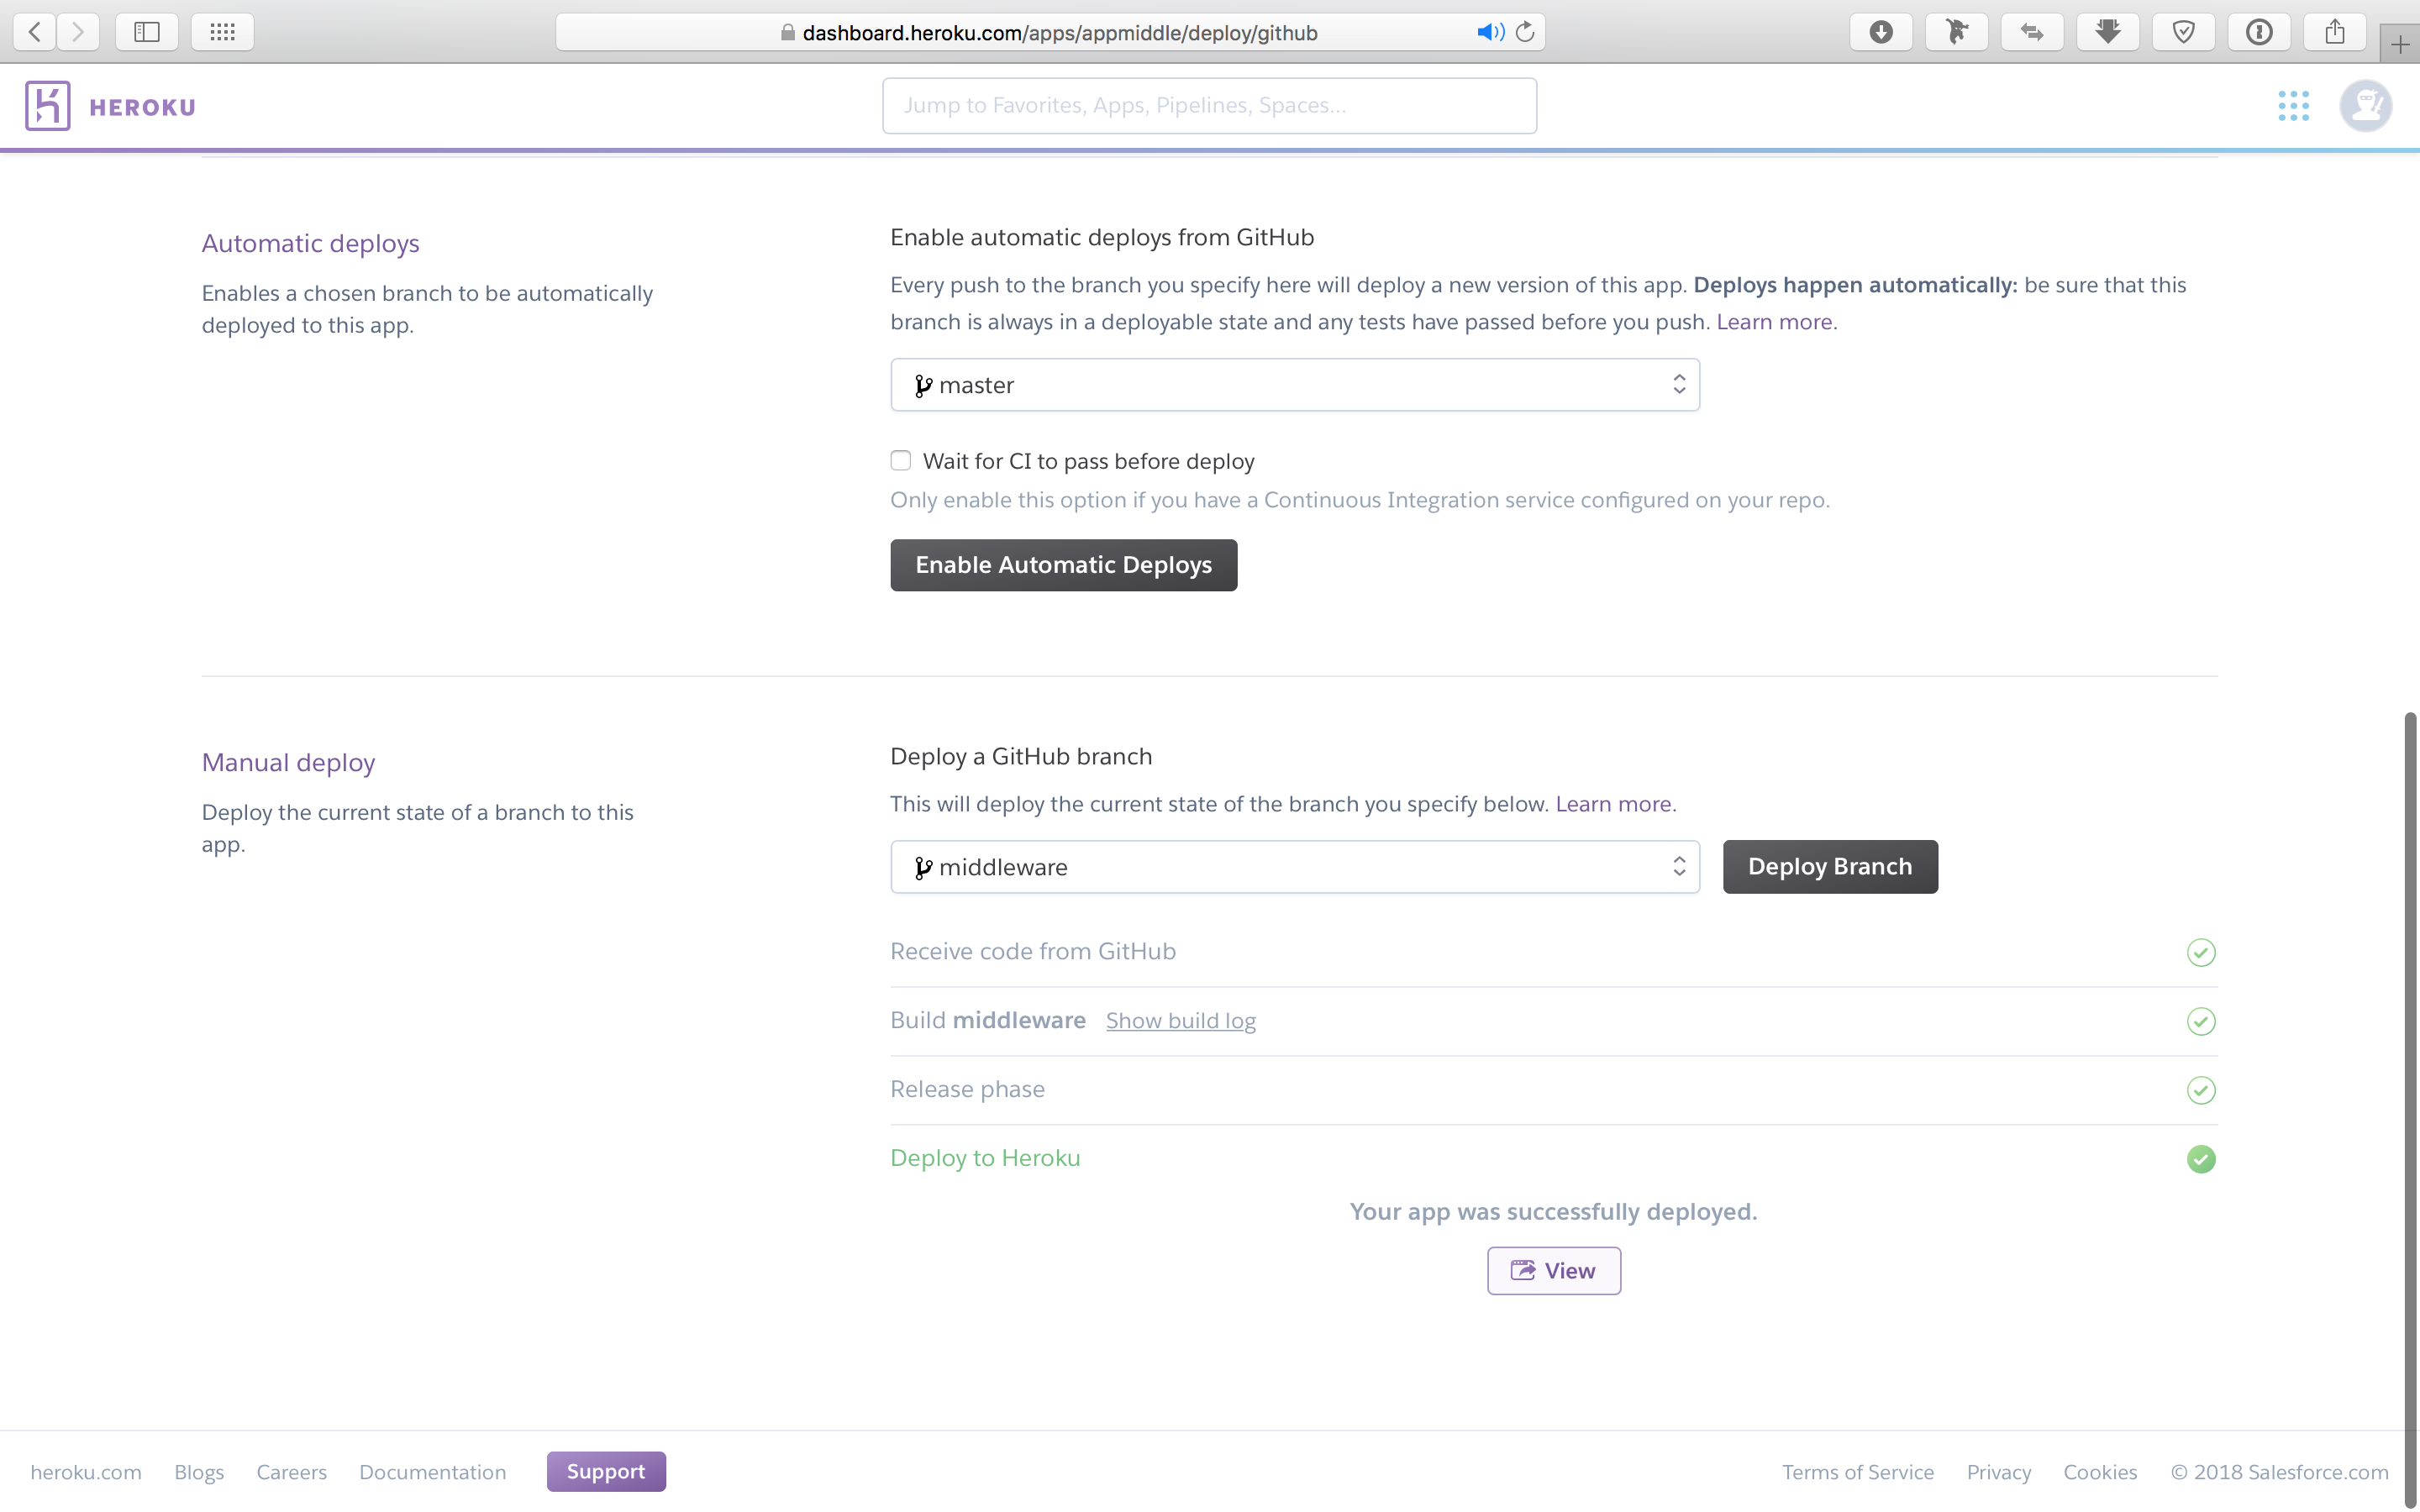 dashboard.heroku.com/apps/appmiddle/deploy/github
HEROKU
Jump to Favorites, Apps, Pipelines, Spaces...
Automatic deploys
Enables a chosen branch to be automatically
deployed to this app.
Enable automatic deploys from GitHub
Every push to the branch you specify here will deploy a new version of this app. Deploys happen automatically: be sure that this
branch is always in a deployable state and any tests have passed before you push. Learn more.
master
Wait for CI to pass before deploy
Only enable this option if you have a Continuous Integration service configured on your repo.
Enable Automatic Deploys
Manual deploy
Deploy the current state of a branch to this
app.
Deploy a GitHub branch
This will deploy the current state of the branch you specify below. Learn more.
middleware
Deploy Branch
Receive code from GitHub
Build middleware Show build log
Release phase
Deploy to Heroku
Your app was successfully deployed.
View
heroku.com Blogs Careers Documentation Support Terms of Service Privacy Cookies © 2018 Salesforce.com